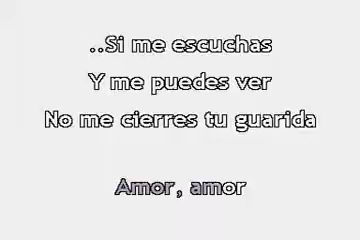 ..Si me escuchas
Y me puedes ver
No me cierres tu guarida
Amor, amor